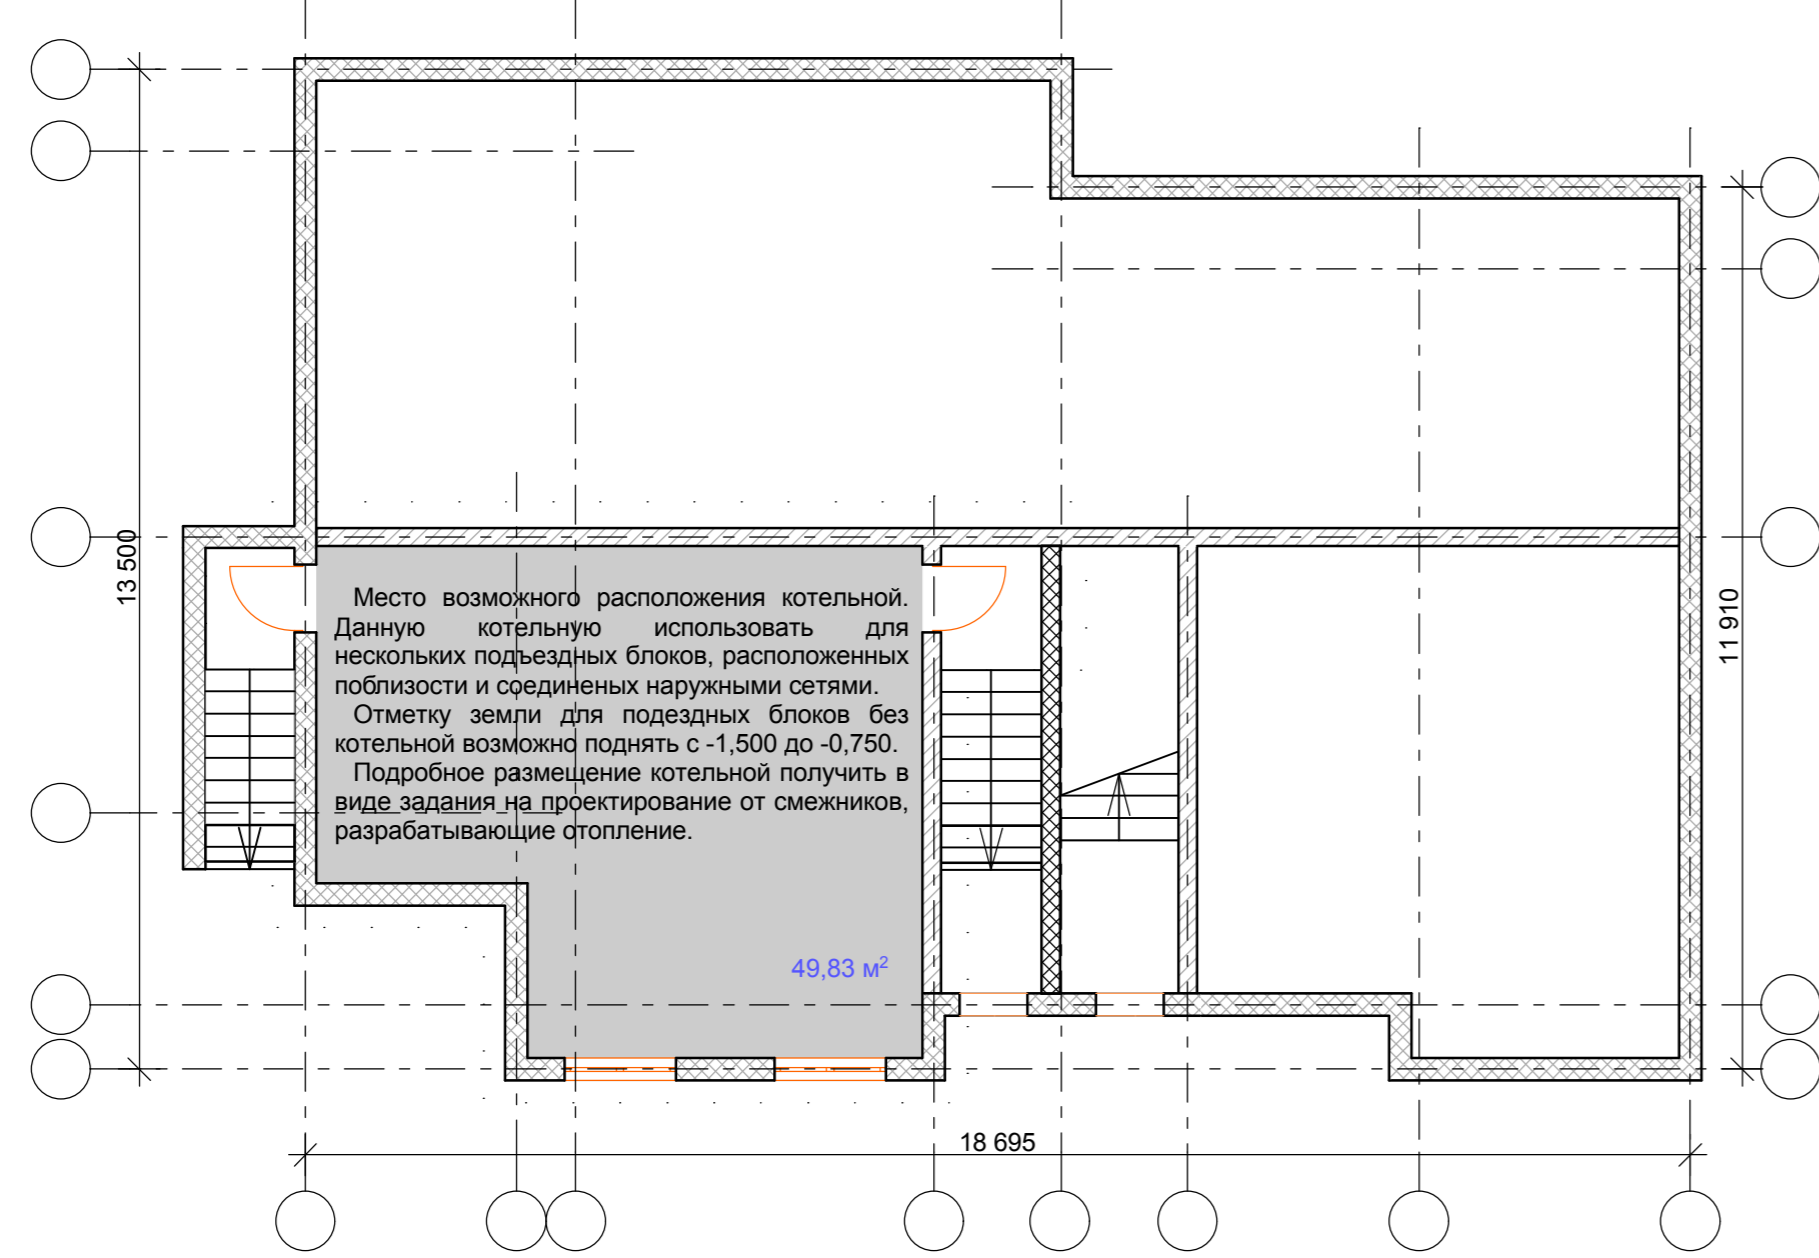 Место возможного расположения котельной.
Данную котельную использовать для
нескольких подъездных блоков, расположенных
поблизости и соединеных наружными сетями.
Отметку земли для подездных блоков без
котельной возможно поднять с -1,500 до -0,750.
Подробное размещение котельной получить в
виде задания на проектирование от смежников,
разрабатывающие отопление.
49,83 м²
13 500
11 910
18 695